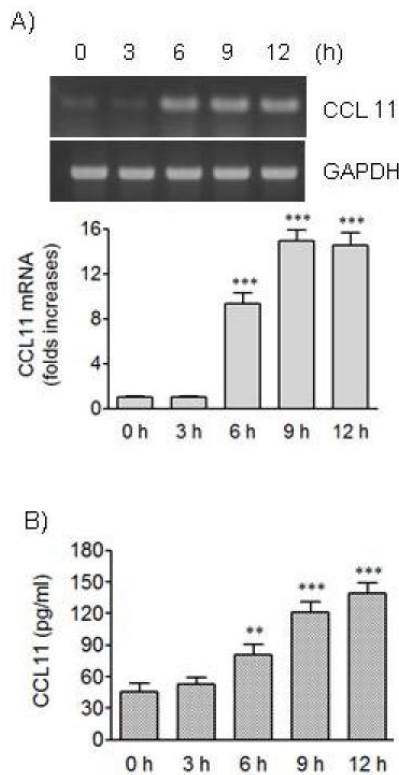 A)
0 3 6 9 12 (h)
CCL 11
GAPDH
CCL11 mRNA
(folds increases)
16
12
8
4
0
***
***
***
0 h 3 h 6 h 9 h 12 h
B)
CCL11 (pg/ml)
180
150
120
90
60
30
0
**
***
***
0 h 3 h 6 h 9 h 12 h